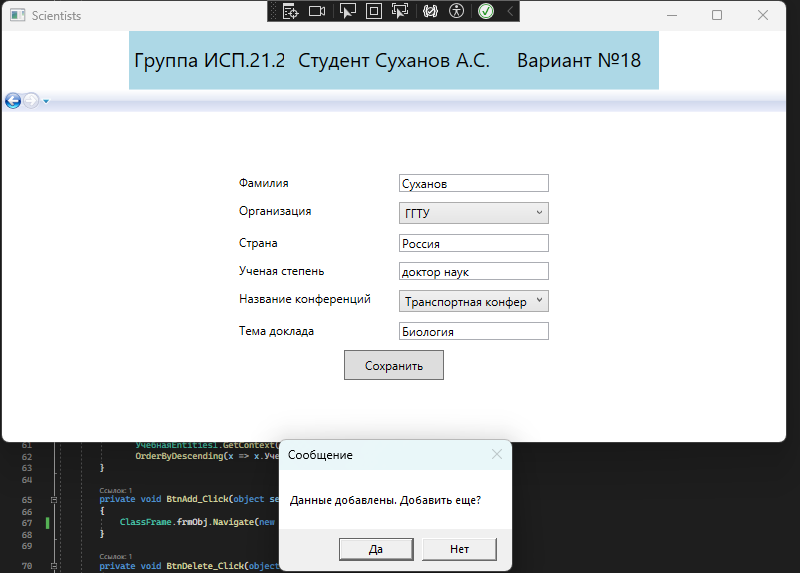 Scientists
Группа ИСП.21.2 Студент Суханов А.С. Вариант №18
Фамилия Суханов
Организация ГГТУ
Страна Россия
Ученая степень доктор наук
Название конференций Транспортная конфер
Тема доклада Биология
Сохранить
61 УчебнаяEntities1.GetContext(
62 OrderByDescending(x => x.Уче
63 }
64
Ссылок: 1
65 private void BtnAdd_Click(object se
66 {
67 ClassFrame.frmObj.Navigate(new
68 }
69
Ссылок: 1
70 private void BtnDelete_Click(object
Сообщение
Данные добавлены. Добавить еще?
Да Нет